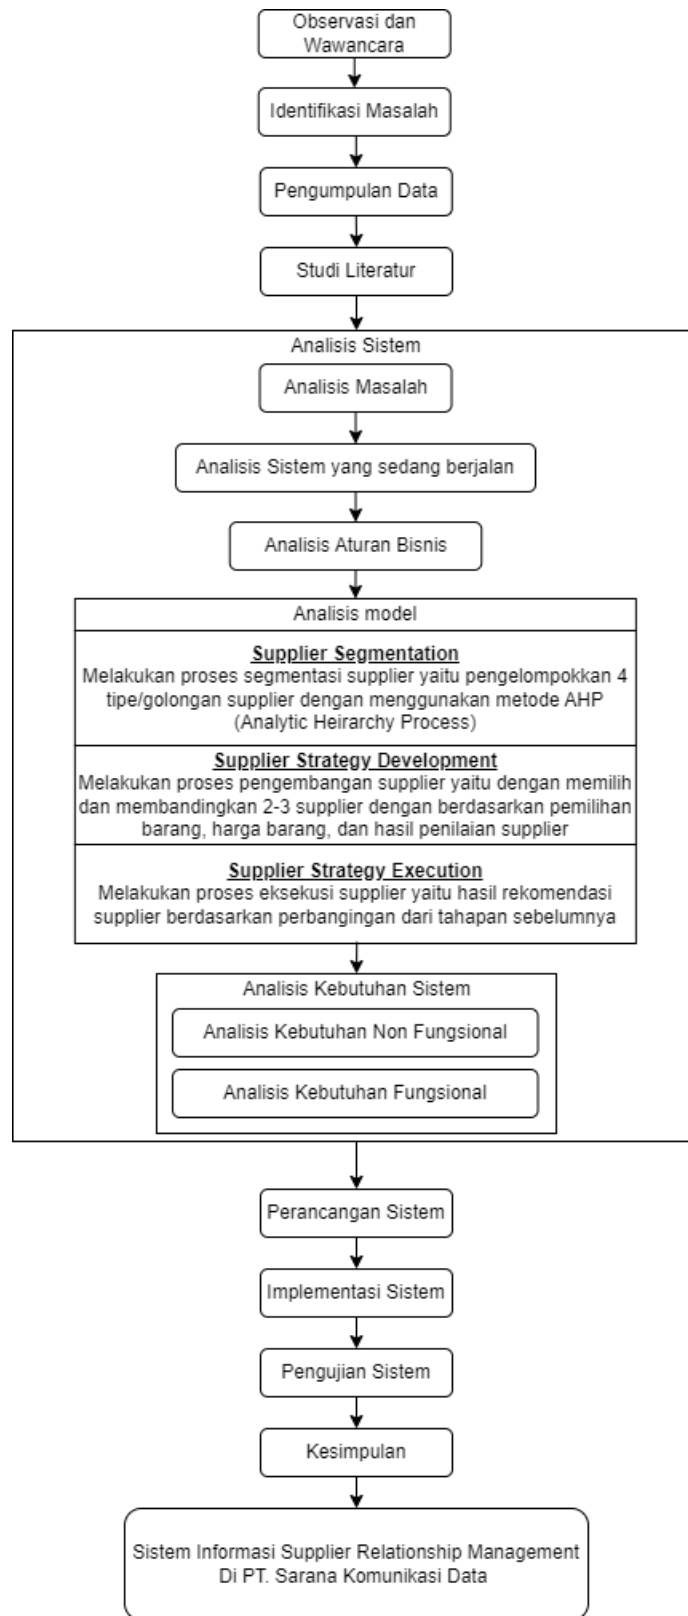 Observasi dan
Wawancara
Identifikasi Masalah
Pengumpulan Data
Studi Literatur
Analisis Sistem
Analisis Masalah
Analisis Sistem yang sedang berjalan
Analisis Aturan Bisnis
Analisis model
Supplier Segmentation
Melakukan proses segmentasi supplier yaitu pengelompokkan 4
tipe/golongan supplier dengan menggunakan metode AHP
(Analytic Heirarchy Process)
Supplier Strategy Development
Melakukan proses pengembangan supplier yaitu dengan memilih
dan membandingkan 2-3 supplier dengan berdasarkan pemilihan
barang, harga barang, dan hasil penilaian supplier
Supplier Strategy Execution
Melakukan proses eksekusi supplier yaitu hasil rekomendasi
supplier berdasarkan perbangingan dari tahapan sebelumnya
Analisis Kebutuhan Sistem
Analisis Kebutuhan Non Fungsional
Analisis Kebutuhan Fungsional
Perancangan Sistem
Implementasi Sistem
Pengujian Sistem
Kesimpulan
Sistem Informasi Supplier Relationship Management
Di PT. Sarana Komunikasi Data